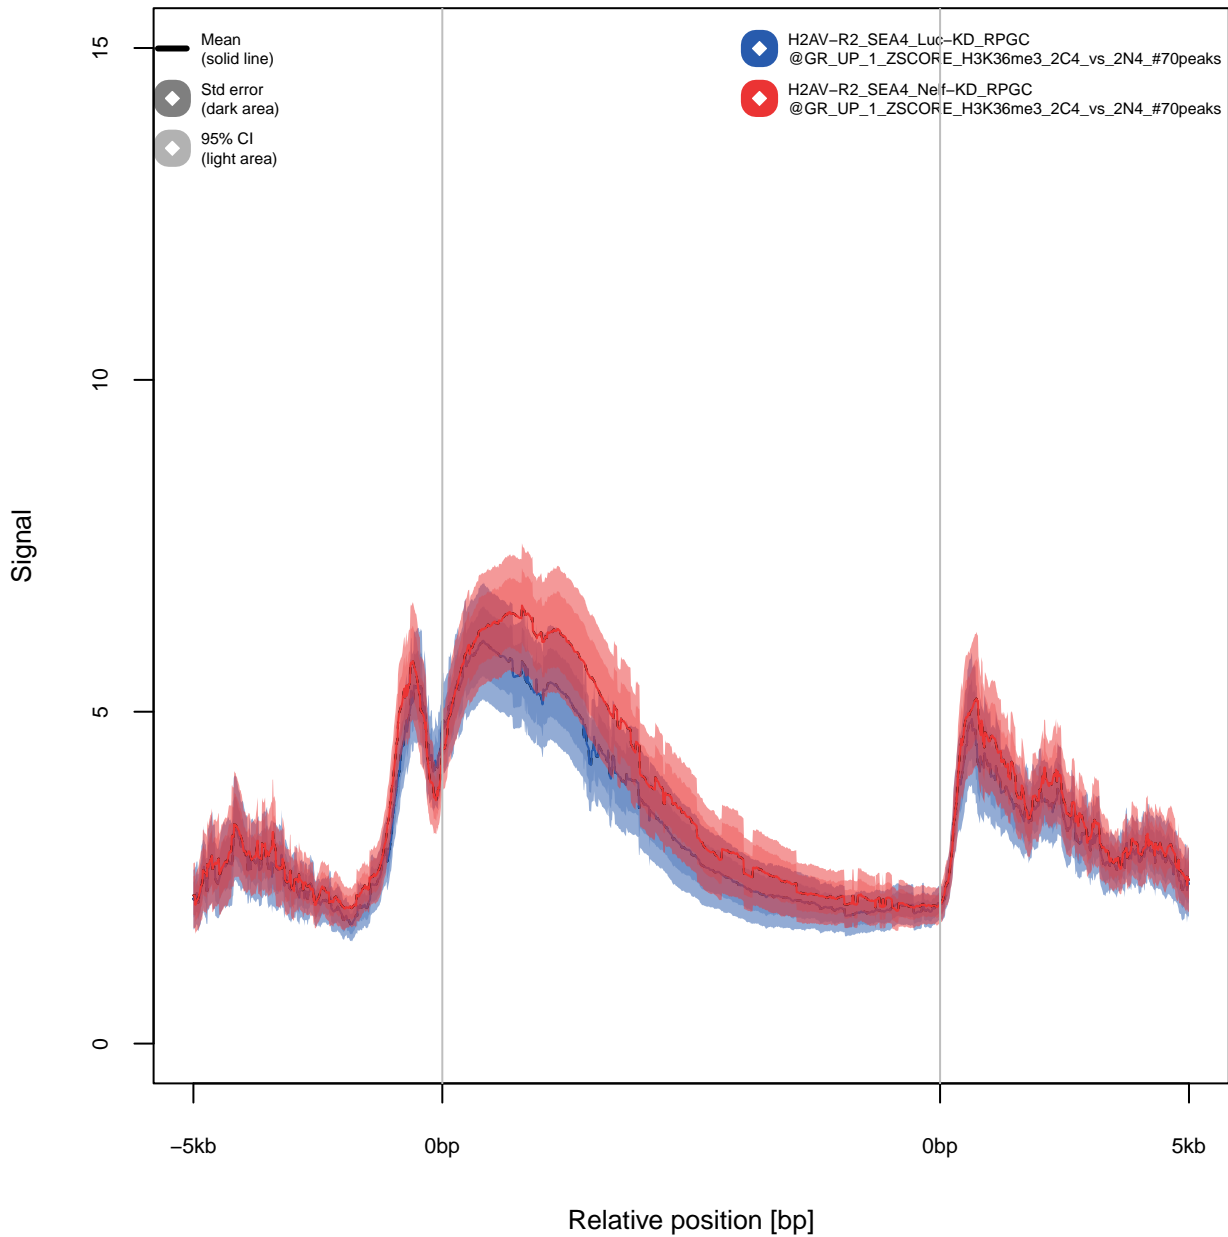 Mean
(solid line)
Std error
(dark area)
95% CI
(light area)
H2AV−R2_SEA4_Luc−KD_RPGC
@GR_UP_1_ZSCORE_H3K36me3_2C4_vs_2N4_#70peaks
H2AV−R2_SEA4_Nelf−KD_RPGC
@GR_UP_1_ZSCORE_H3K36me3_2C4_vs_2N4_#70peaks
15
10
5
0
Signal
−5kb
0bp
0bp
5kb
Relative position [bp]